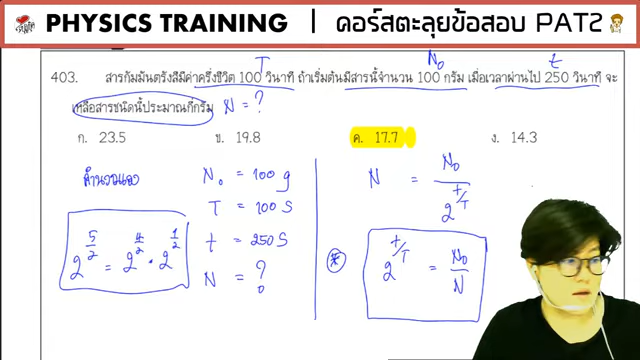 PHYSICS TRAINING | คอร์สตะลุยข้อสอบ PAT2
T N₀ t
403. สารกัมมันตรังสีมีค่าครึ่งชีวิต 100 วินาที ถ้าเริ่มต้นมีสารนี้จำนวน 100 กรัม เมื่อเวลาผ่านไป 250 วินาที จะ
เหลือสารชนิดนี้ประมาณกี่กรัม N = ?
ก. 23.5 ข. 19.8 ค. 17.7 ง. 14.3
คำนวณเอง
2^(5/2) = 2^(4/2) · 2^(1/2)
N₀ = 100 g
T = 100 S
t = 250 S
N = ?
N = N₀ / 2^(t/T)
* 2^(t/T) = N₀/N